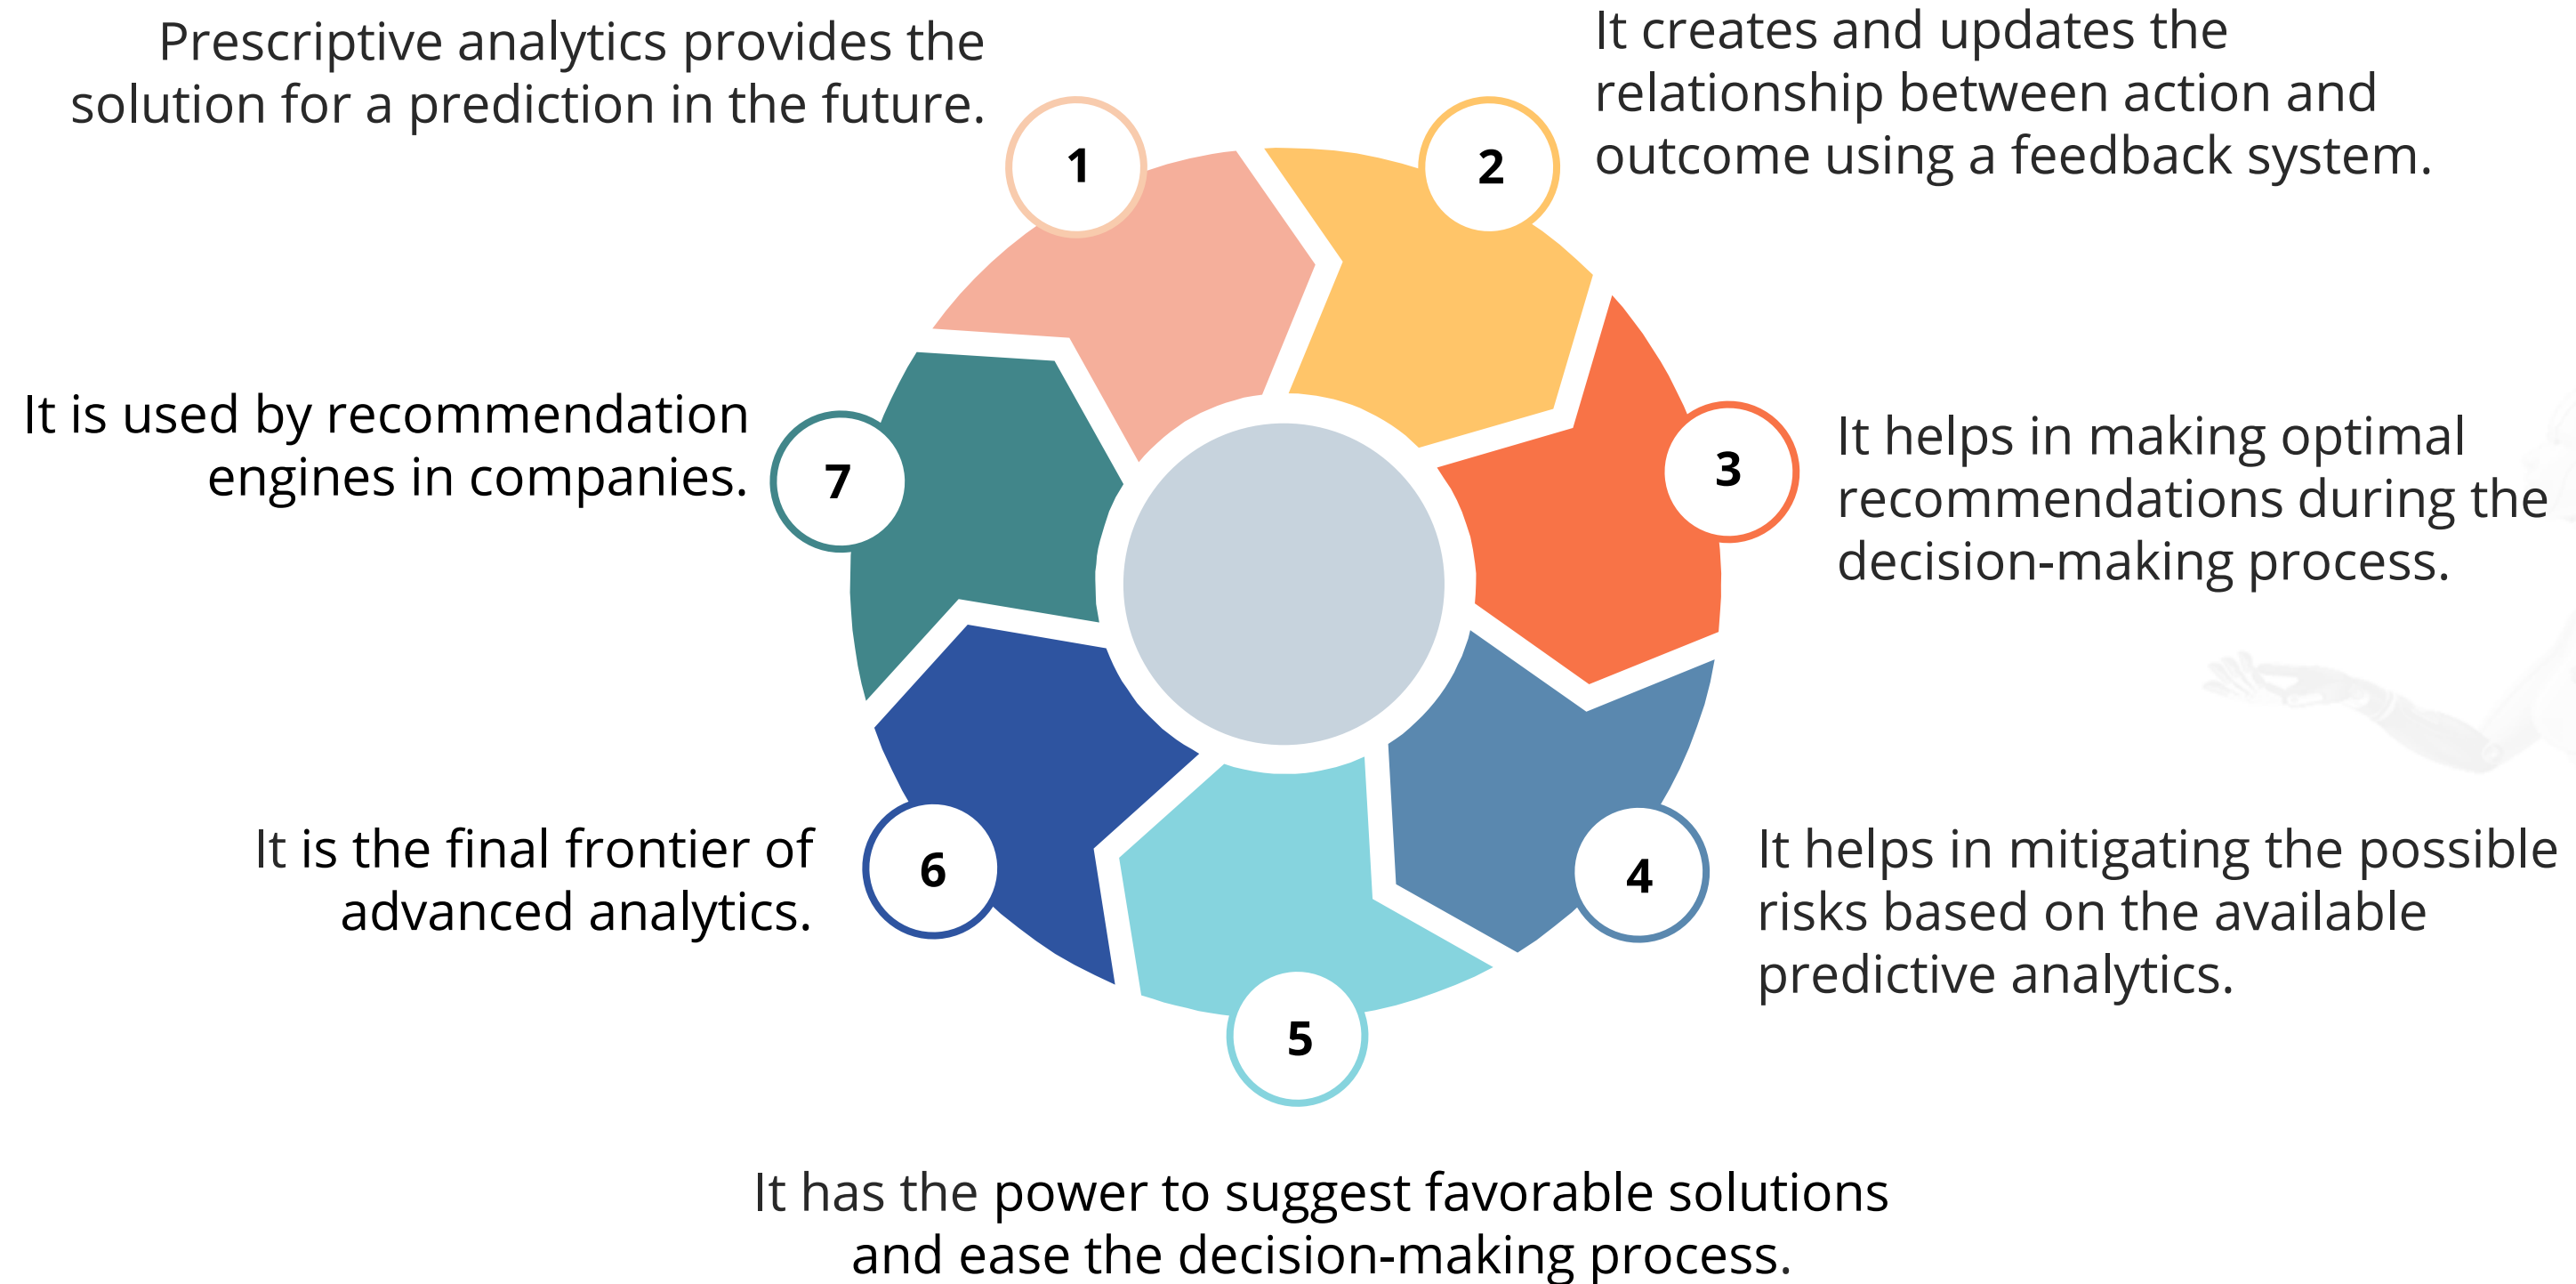 Prescriptive analytics provides the
solution for a prediction in the future.
1
2
It creates and updates the
relationship between action and
outcome using a feedback system.
3
It helps in making optimal
recommendations during the
decision-making process.
4
It helps in mitigating the possible
risks based on the available
predictive analytics.
5
It has the power to suggest favorable solutions
and ease the decision-making process.
6
It is the final frontier of
advanced analytics.
7
It is used by recommendation
engines in companies.